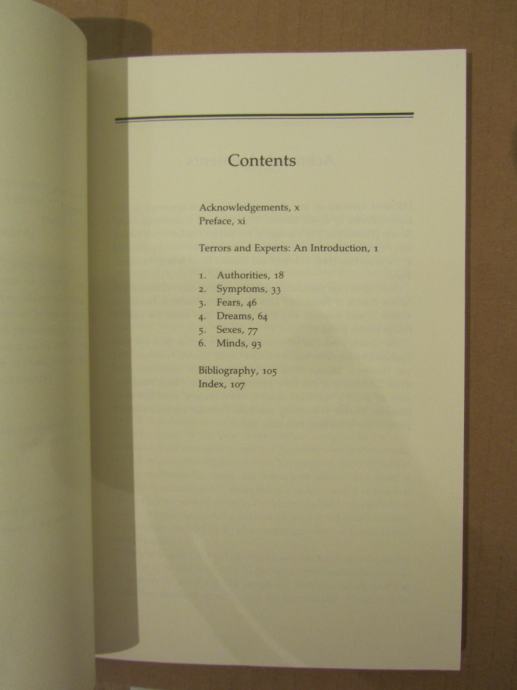 Contents
Acknowledgements, x
Preface, xi
Terrors and Experts: An Introduction, 1
1. Authorities, 18
2. Symptoms, 33
3. Fears, 46
4. Dreams, 64
5. Sexes, 77
6. Minds, 93
Bibliography, 105
Index, 107